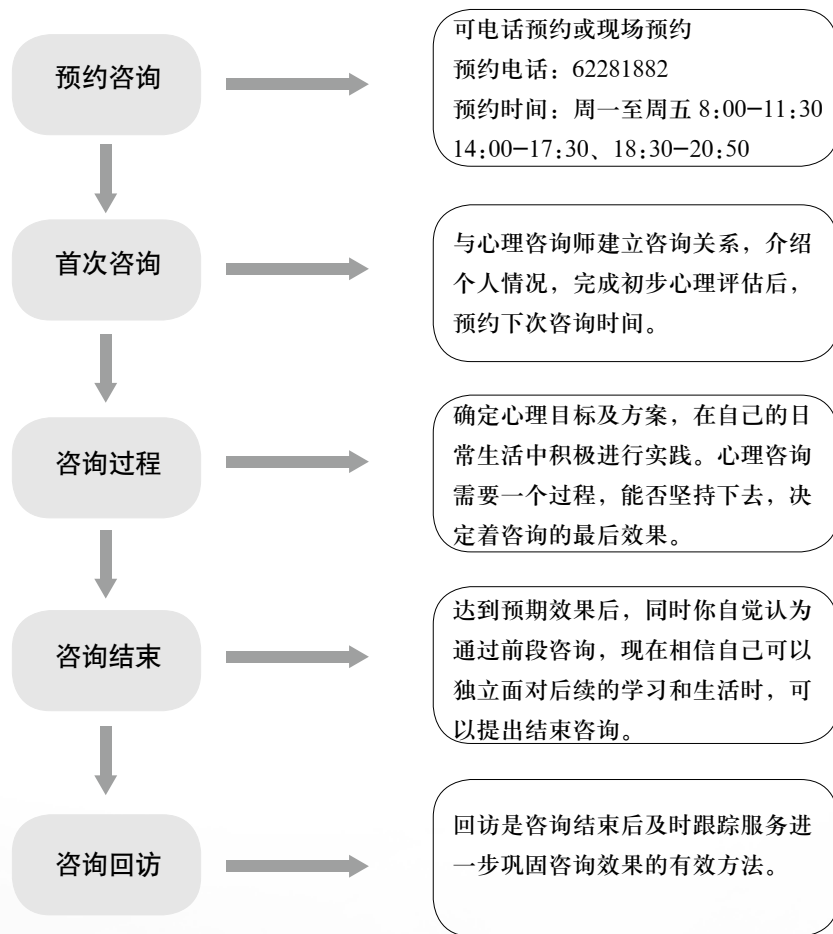 预约咨询
可电话预约或现场预约
预约电话：62281882
预约时间：周一至周五 8:00-11:30
14:00-17:30、18:30-20:50
首次咨询
与心理咨询师建立咨询关系，介绍
个人情况，完成初步心理评估后，
预约下次咨询时间。
咨询过程
确定心理目标及方案，在自己的日
常生活中积极进行实践。心理咨询
需要一个过程，能否坚持下去，决
定着咨询的最后效果。
咨询结束
达到预期效果后，同时你自觉认为
通过前段咨询，现在相信自己可以
独立面对后续的学习和生活时，可
以提出结束咨询。
咨询回访
回访是咨询结束后及时跟踪服务进
一步巩固咨询效果的有效方法。